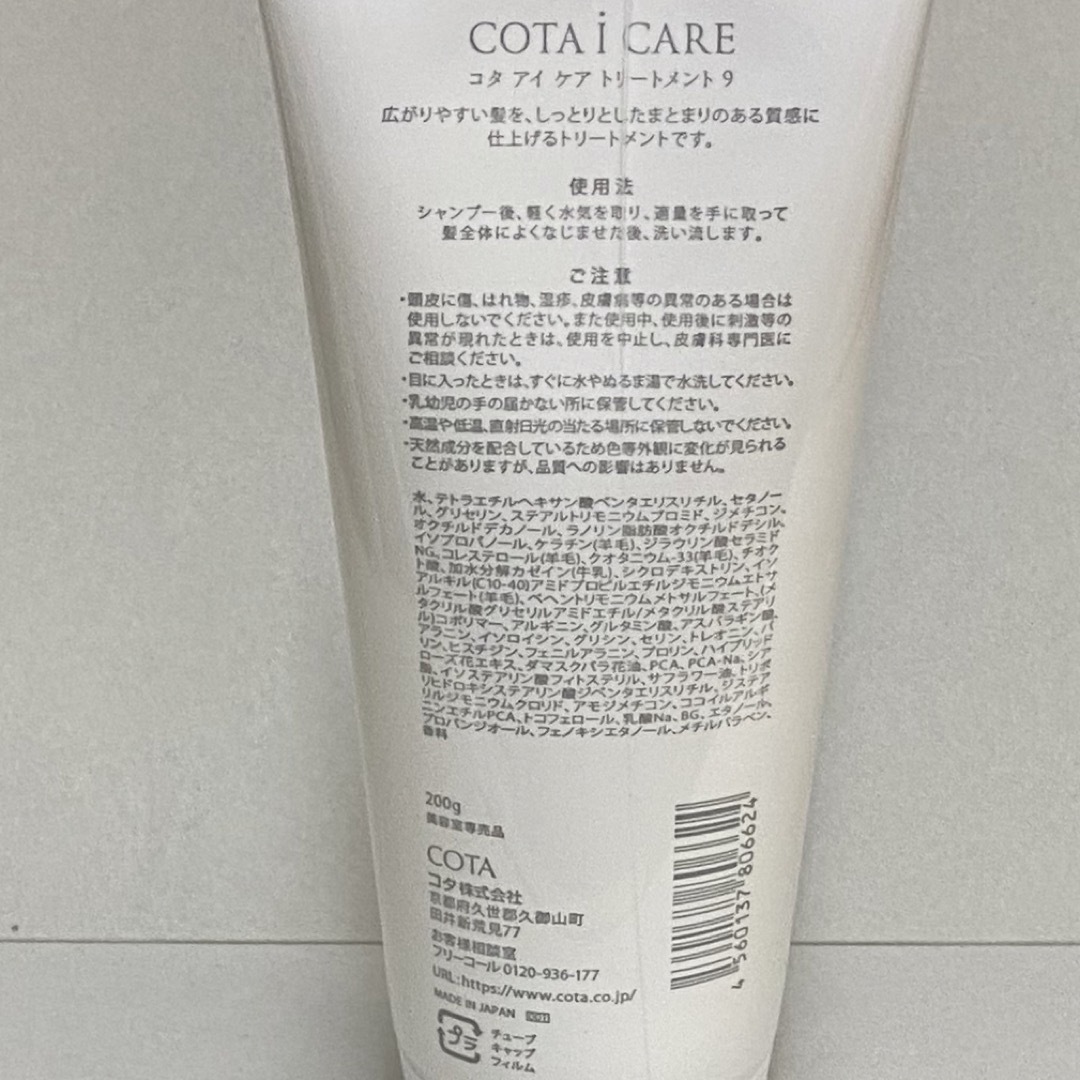 COTA i CARE
コタ アイ ケア トリートメント 9
広がりやすい髪を、しっとりとしたまとまりのある質感に
仕上げるトリートメントです。
使用法
シャンプー後、軽く水気を取り、適量を手に取って
髪全体によくなじませた後、洗い流します。
ご注意
・頭皮に傷、はれ物、湿疹、皮膚病等の異常のある場合は
使用しないでください。また使用中、使用後に刺激等の
異常が現れたときは、使用を中止し、皮膚科専門医に
ご相談ください。
・目に入ったときは、すぐに水やぬるま湯で水洗してください。
・乳幼児の手の届かない所に保管してください。
・高温や低温、直射日光の当たる場所に保管しないでください。
・天然成分を配合しているため色等外観に変化が見られる
ことがありますが、品質への影響はありません。
水、テトラエチルヘキサン酸ペンタエリスリチル、セタノー
ル、グリセリン、ステアルトリモニウムブロミド、ジメチコン、
オクチルドデカノール、ラノリン脂肪酸オクチルドデシル、
イソプロパノール、ケラチン(羊毛)、ジラウリン酸セラミド
NG、コレステロール(羊毛)、クオタニウム-33(羊毛)、チオク
ト酸、加水分解カゼイン(牛乳)、シクロデキストリン、イソ
アルキル(C10-40)アミドプロピルエチルジモニウムエトサ
ルフェート(羊毛)、ベヘントリモニウムメトサルフェート、(メ
タクリル酸グリセリルアミドエチル/メタクリル酸ステアリ
ル)コポリマー、アルギニン、グルタミン酸、アスパラギン酸、
アラニン、イソロイシン、グリシン、セリン、トレオニン、バ
リン、ヒスチジン、フェニルアラニン、プロリン、ハイブリッド
ローズ花エキス、ダマスクバラ花油、PCA、PCA-Na、シア
脂、イソステアリン酸フィトステリル、サフラワー油、トリポ
リヒドロキシステアリン酸ジペンタエリスリチル、ジステア
リルジモニウムクロリド、アモジメチコン、ココイルアルギ
ニンエチルPCA、トコフェロール、乳酸Na、BG、エタノール、
プロパンジオール、フェノキシエタノール、メチルパラベン、
香料
200g
美容室専売品
COTA
コタ株式会社
京都府久世郡久御山町
田井新荒見77
お客様相談室
フリーコール 0120-936-177
URL:https://www.cota.co.jp/
MADE IN JAPAN
プラ
チューブ
キャップ
フィルム
4 560137 806624